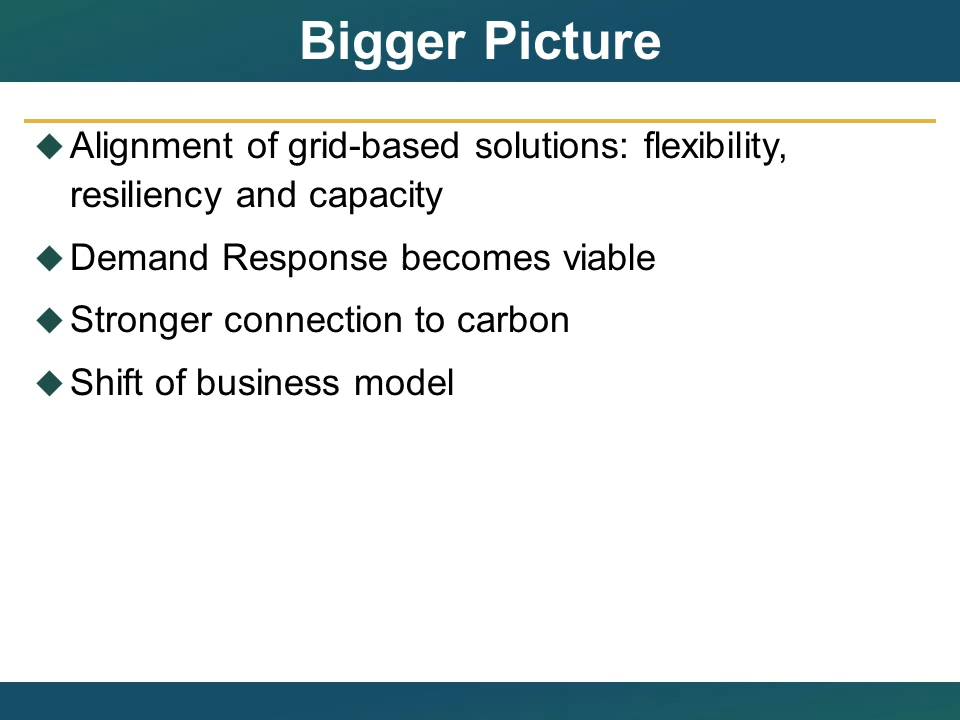 Bigger Picture
Alignment of grid-based solutions: flexibility,
resiliency and capacity
Demand Response becomes viable
Stronger connection to carbon
Shift of business model